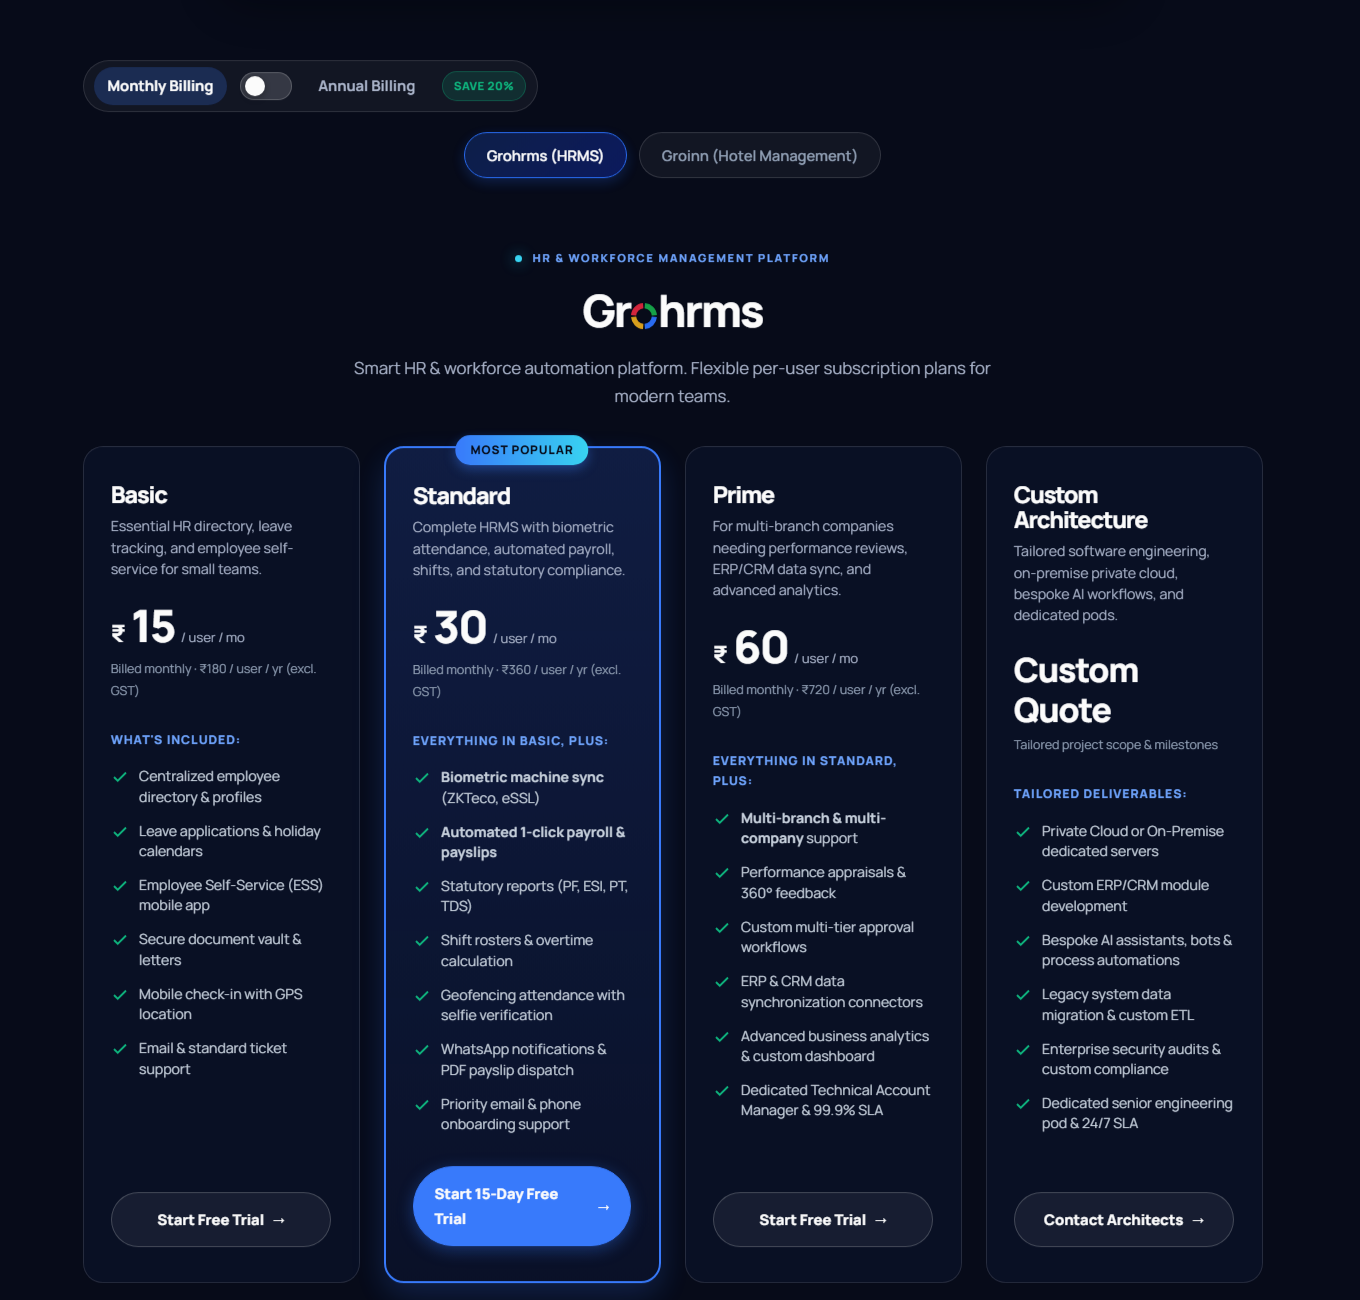 Monthly Billing
Annual Billing
SAVE 20%
Grohrms (HRMS)
Groinn (Hotel Management)
HR & WORKFORCE MANAGEMENT PLATFORM
Grohrms
Smart HR & workforce automation platform. Flexible per-user subscription plans for
modern teams.
Basic
Essential HR directory, leave
tracking, and employee self-
service for small teams.
₹ 15 / user / mo
Billed monthly · ₹180 / user / yr (excl.
GST)
WHAT'S INCLUDED:
Centralized employee
directory & profiles
Leave applications & holiday
calendars
Employee Self-Service (ESS)
mobile app
Secure document vault &
letters
Mobile check-in with GPS
location
Email & standard ticket
support
Start Free Trial →
MOST POPULAR
Standard
Complete HRMS with biometric
attendance, automated payroll,
shifts, and statutory compliance.
₹ 30 / user / mo
Billed monthly · ₹360 / user / yr (excl.
GST)
EVERYTHING IN BASIC, PLUS:
Biometric machine sync
(ZKTeco, eSSL)
Automated 1-click payroll &
payslips
Statutory reports (PF, ESI, PT,
TDS)
Shift rosters & overtime
calculation
Geofencing attendance with
selfie verification
WhatsApp notifications &
PDF payslip dispatch
Priority email & phone
onboarding support
Start 15-Day Free
Trial →
Prime
For multi-branch companies
needing performance reviews,
ERP/CRM data sync, and
advanced analytics.
₹ 60 / user / mo
Billed monthly · ₹720 / user / yr (excl.
GST)
EVERYTHING IN STANDARD,
PLUS:
Multi-branch & multi-
company support
Performance appraisals &
360° feedback
Custom multi-tier approval
workflows
ERP & CRM data
synchronization connectors
Advanced business analytics
& custom dashboard
Dedicated Technical Account
Manager & 99.9% SLA
Start Free Trial →
Custom
Architecture
Tailored software engineering,
on-premise private cloud,
bespoke AI workflows, and
dedicated pods.
Custom
Quote
Tailored project scope & milestones
TAILORED DELIVERABLES:
Private Cloud or On-Premise
dedicated servers
Custom ERP/CRM module
development
Bespoke AI assistants, bots &
process automations
Legacy system data
migration & custom ETL
Enterprise security audits &
custom compliance
Dedicated senior engineering
pod & 24/7 SLA
Contact Architects →